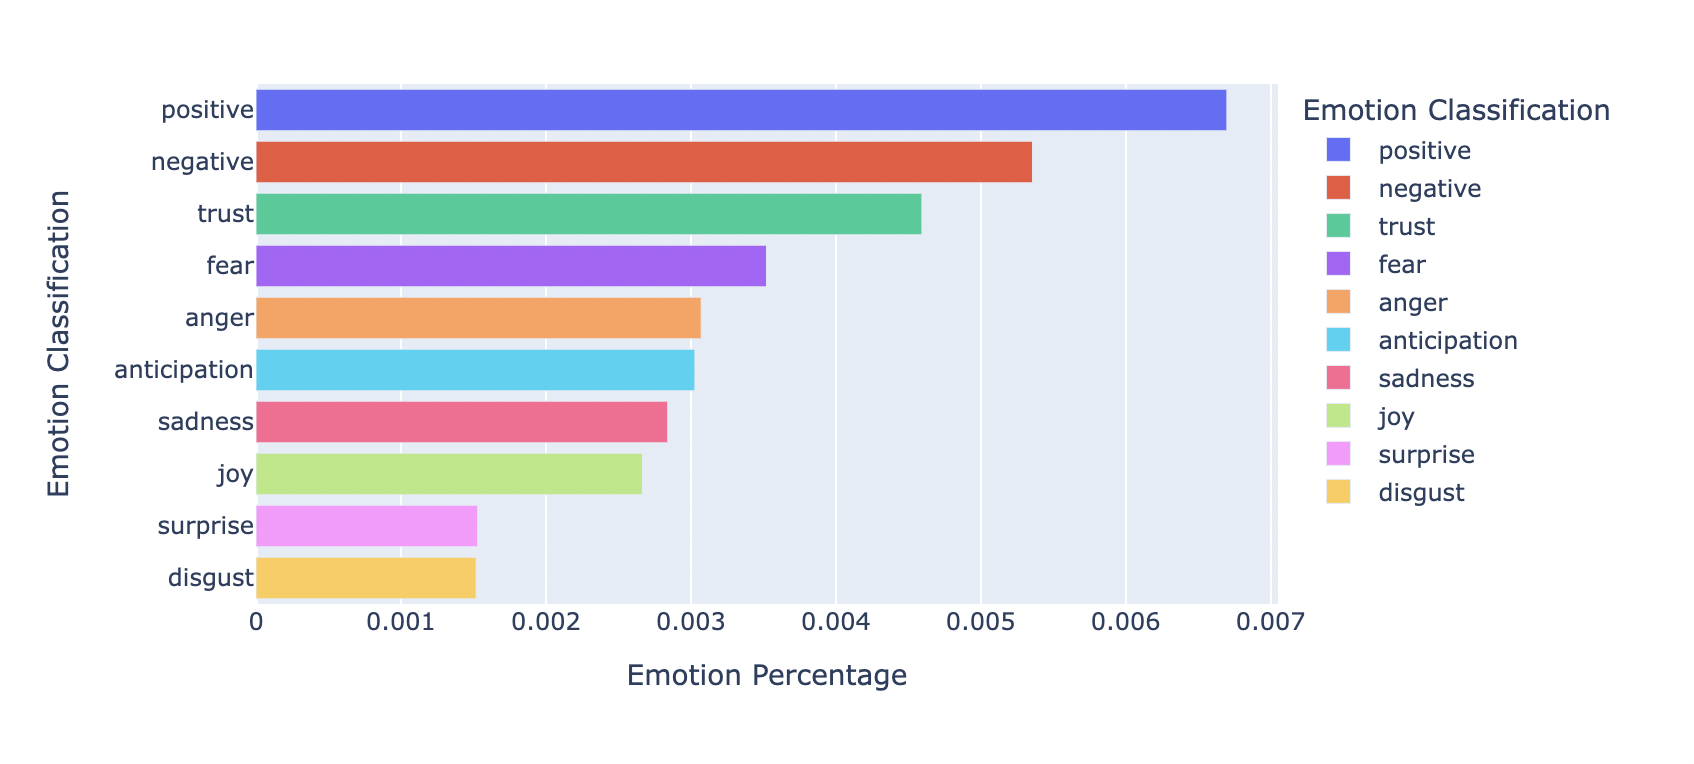 Emotion Classification
positive
negative
trust
fear
anger
anticipation
sadness
joy
surprise
disgust
0 0.001 0.002 0.003 0.004 0.005 0.006 0.007
Emotion Percentage
Emotion Classification
positive
negative
trust
fear
anger
anticipation
sadness
joy
surprise
disgust